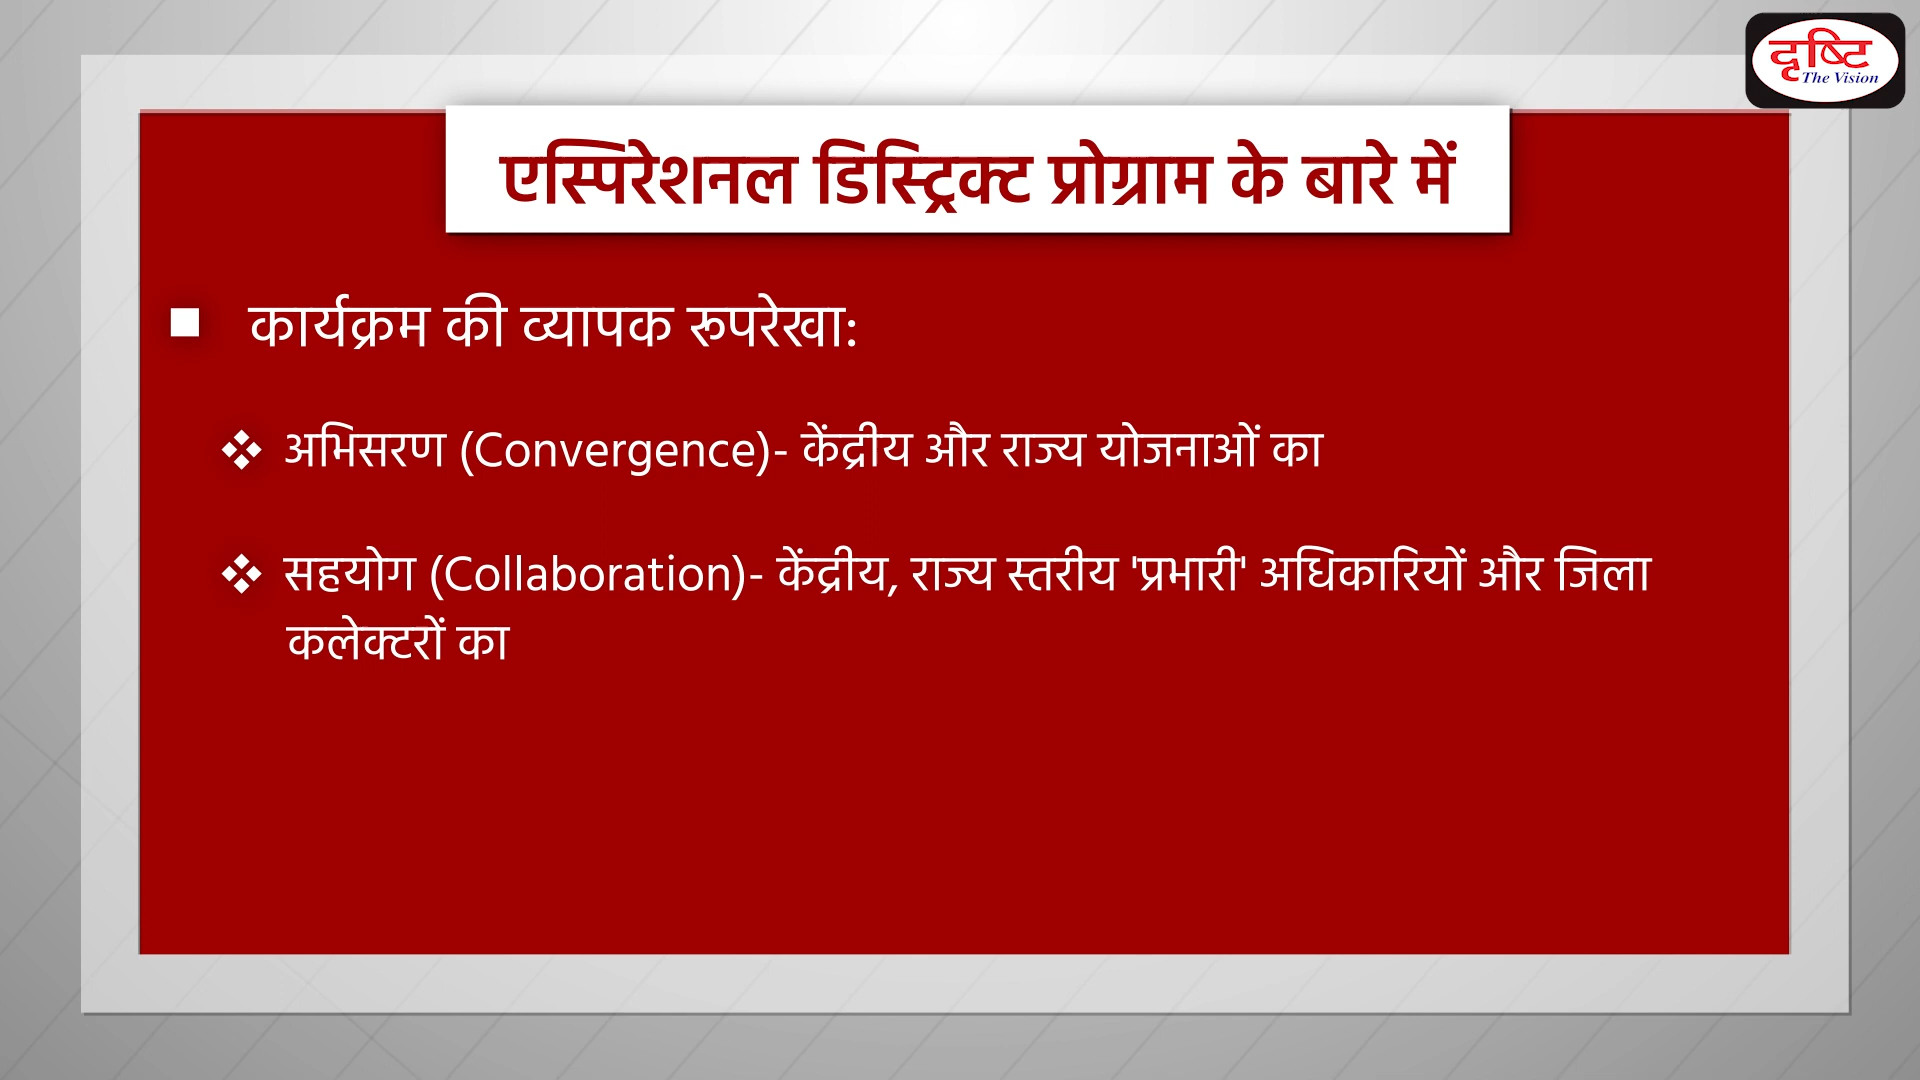 दृष्टि
The Vision
एस्पिरेशनल डिस्ट्रिक्ट प्रोग्राम के बारे में
■ कार्यक्रम की व्यापक रूपरेखा:
❖ अभिसरण (Convergence)- केंद्रीय और राज्य योजनाओं का
❖ सहयोग (Collaboration)- केंद्रीय, राज्य स्तरीय 'प्रभारी' अधिकारियों और जिला
कलेक्टरों का